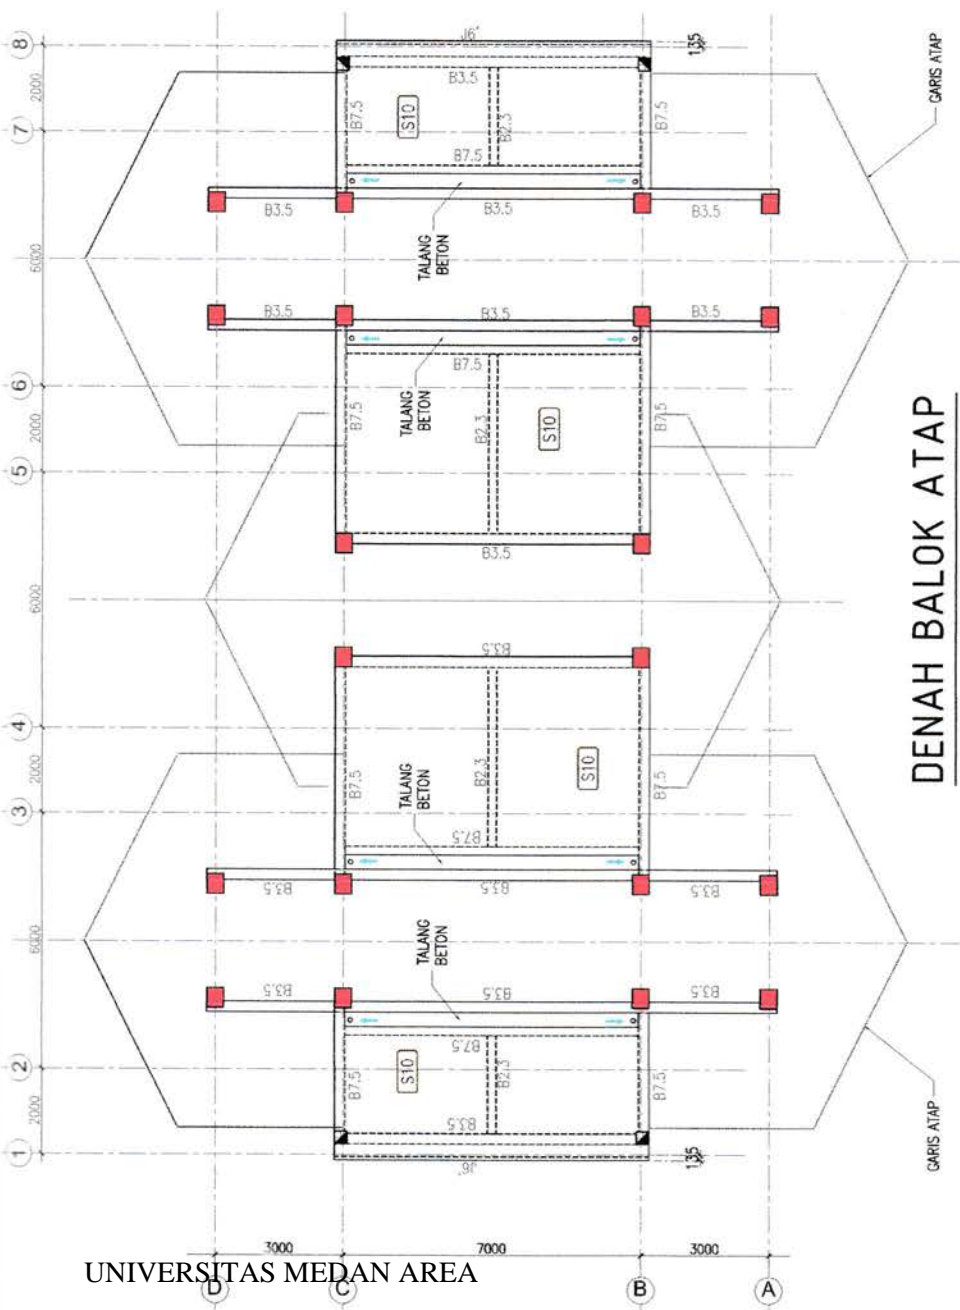 8
2000
7
6000
6
2000
5
6000
4
2000
3
6000
2
2000
1
J6"
135
B3.5
S10
B7.5
B2.3
B7.5
B7.5
GARIS ATAP
B3.5
B3.5
B3.5
TALANG
BETON
B3.5
B3.5
B3.5
B7.5
TALANG
BETON
B7.5
B2.3
S10
B7.5
B3.5
DENAH BALOK ATAP
B3.5
B7.5
B2.3
S10
B7.5
TALANG
BETON
B7.5
B3.5
B3.5
B3.5
TALANG
BETON
B3.5
B3.5
B3.5
B7.5
S10
B7.5
B2.3
B7.5
B3.5
J6"
135
GARIS ATAP
3000
7000
3000
UNIVERSITAS MEDAN AREA
D
C
B
A